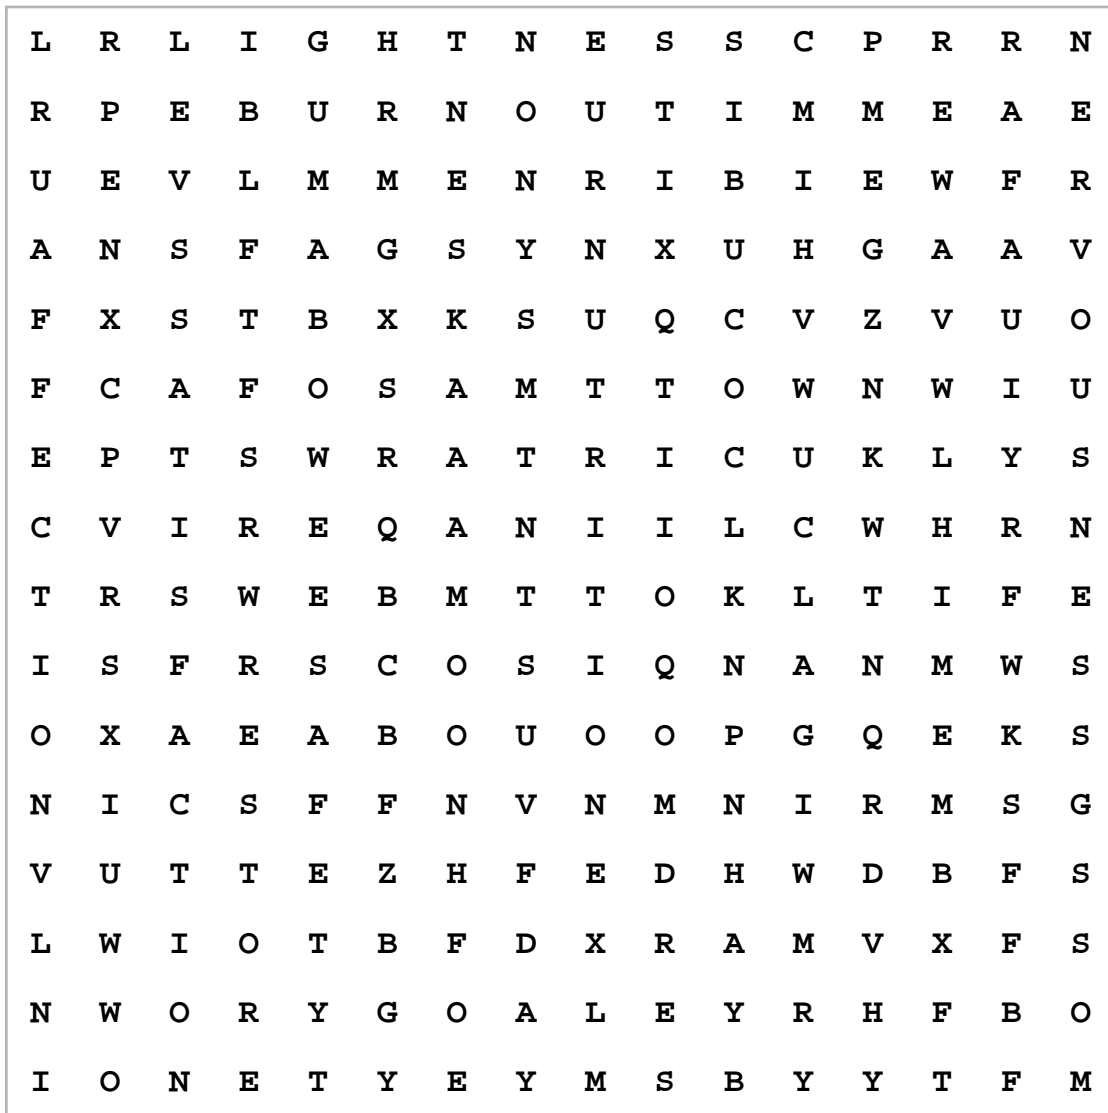 L R L I G H T N E S S C P R R N
R P E B U R N O U T I M M E A E
U E V L M M E N R I B I E W F R
A N S F A G S Y N X U H G A A V
F X S T B X K S U Q C V Z V U O
F C A F O S A M T T O W N W I U
E P T S W R A T R I C U K L Y S
C V I R E Q A N I I L C W H R N
T R S W E B M T T O K L T I F E
I S F R S C O S I Q N A N M W S
O X A E A B O U O O P G Q E K S
N I C S F F N V N M N I R M S G
V U T T E Z H F E D H W D B F S
L W I O T B F D X R A M V X F S
N W O R Y G O A L E Y R H F B O
I O N E T Y E Y M S B Y Y T F M